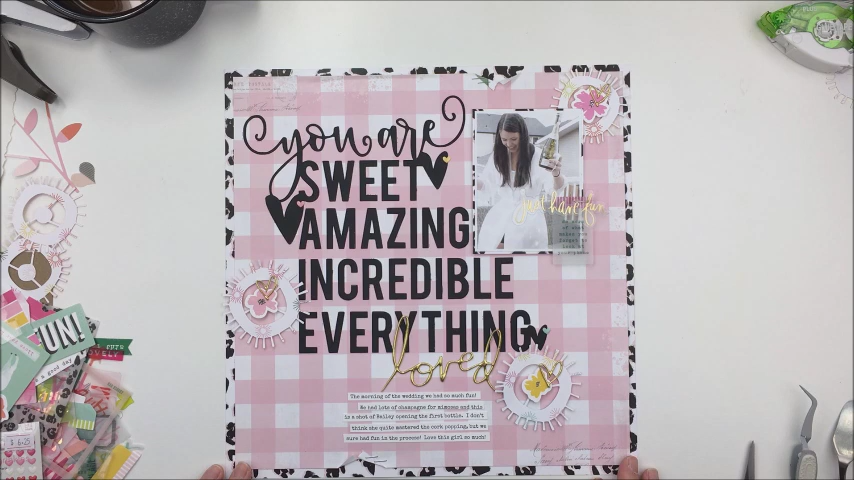 you are
SWEET
AMAZING
INCREDIBLE
EVERYTHING
loved
just have fun
The morning of the wedding we had so much fun!
We had lots of champagne for mimosas and this
is a shot of Kelley opening the first bottle. I don't
think she quite mastered the cork popping, but we
sure had fun in the process! Love this girl so much!
FUN!
a good day